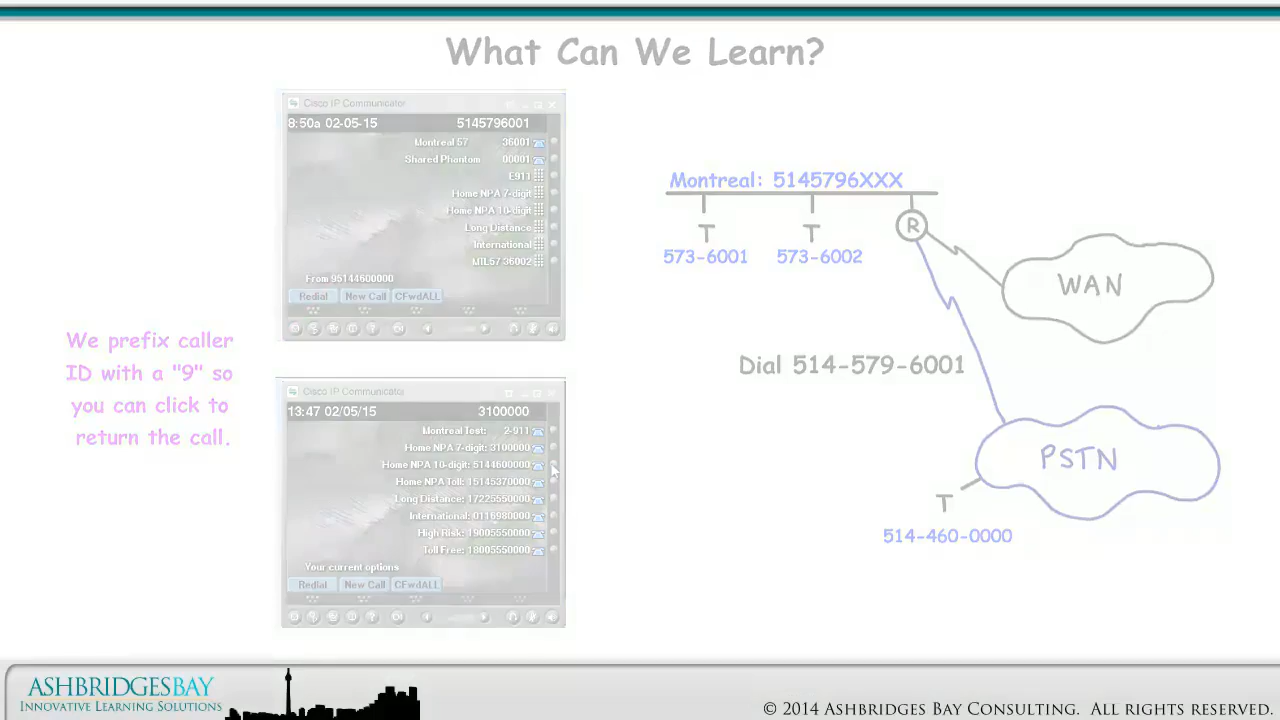 What Can We Learn?
Cisco IP Communicator
8:50a 02-05-15 5145796001
Montreal 57 36001
Shared Phantom 00001
E911
Home NPA 7-digit
Home NPA 10-digit
Long Distance
International
MTL57 36002
From 95144600000
Redial New Call CFwdALL
We prefix caller
ID with a "9" so
you can click to
return the call.
Cisco IP Communicator
13:47 02/05/15 3100000
Montreal Test: 2-911
Home NPA 7-digit: 3100000
Home NPA 10-digit: 5144600000
Home NPA Toll: 15145370000
Long Distance: 17225550000
International: 0116980000
High Risk: 19005550000
Toll Free: 18005550000
Your current options
Redial New Call CFwdALL
Montreal: 5145796XXX
T T R
573-6001 573-6002
WAN
Dial 514-579-6001
PSTN
T
514-460-0000
ASHBRIDGESBAY
INNOVATIVE LEARNING SOLUTIONS
© 2014 ASHBRIDGES BAY CONSULTING. ALL RIGHTS RESERVED.